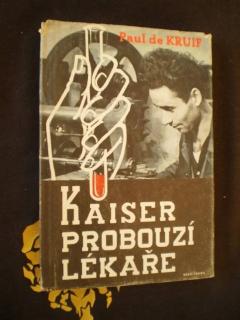 Paul de KRUIF
KAISER
PROBOUZÍ
LÉKAŘE